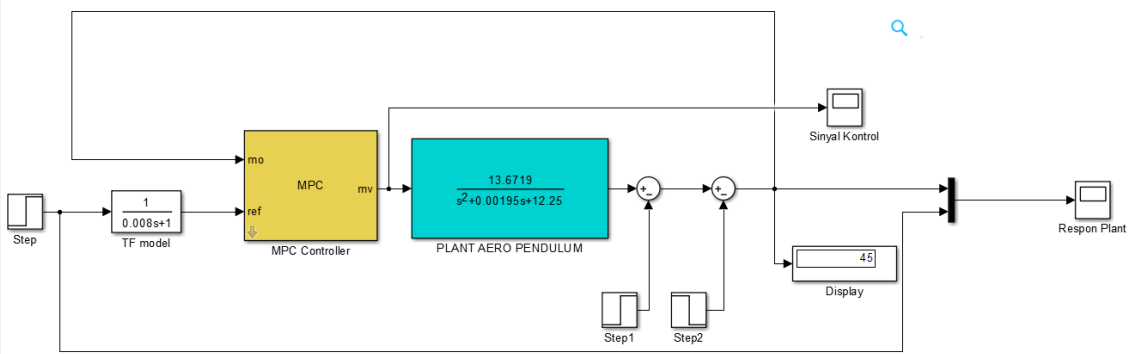 Sinyal Kontrol
mo
MPC
mv
ref
MPC Controller
13.6719
s2+0.00195s+12.25
PLANT AERO PENDULUM
+
−
+
−
Step
1
0.008s+1
TF model
Respon Plant
45
Display
Step1
Step2